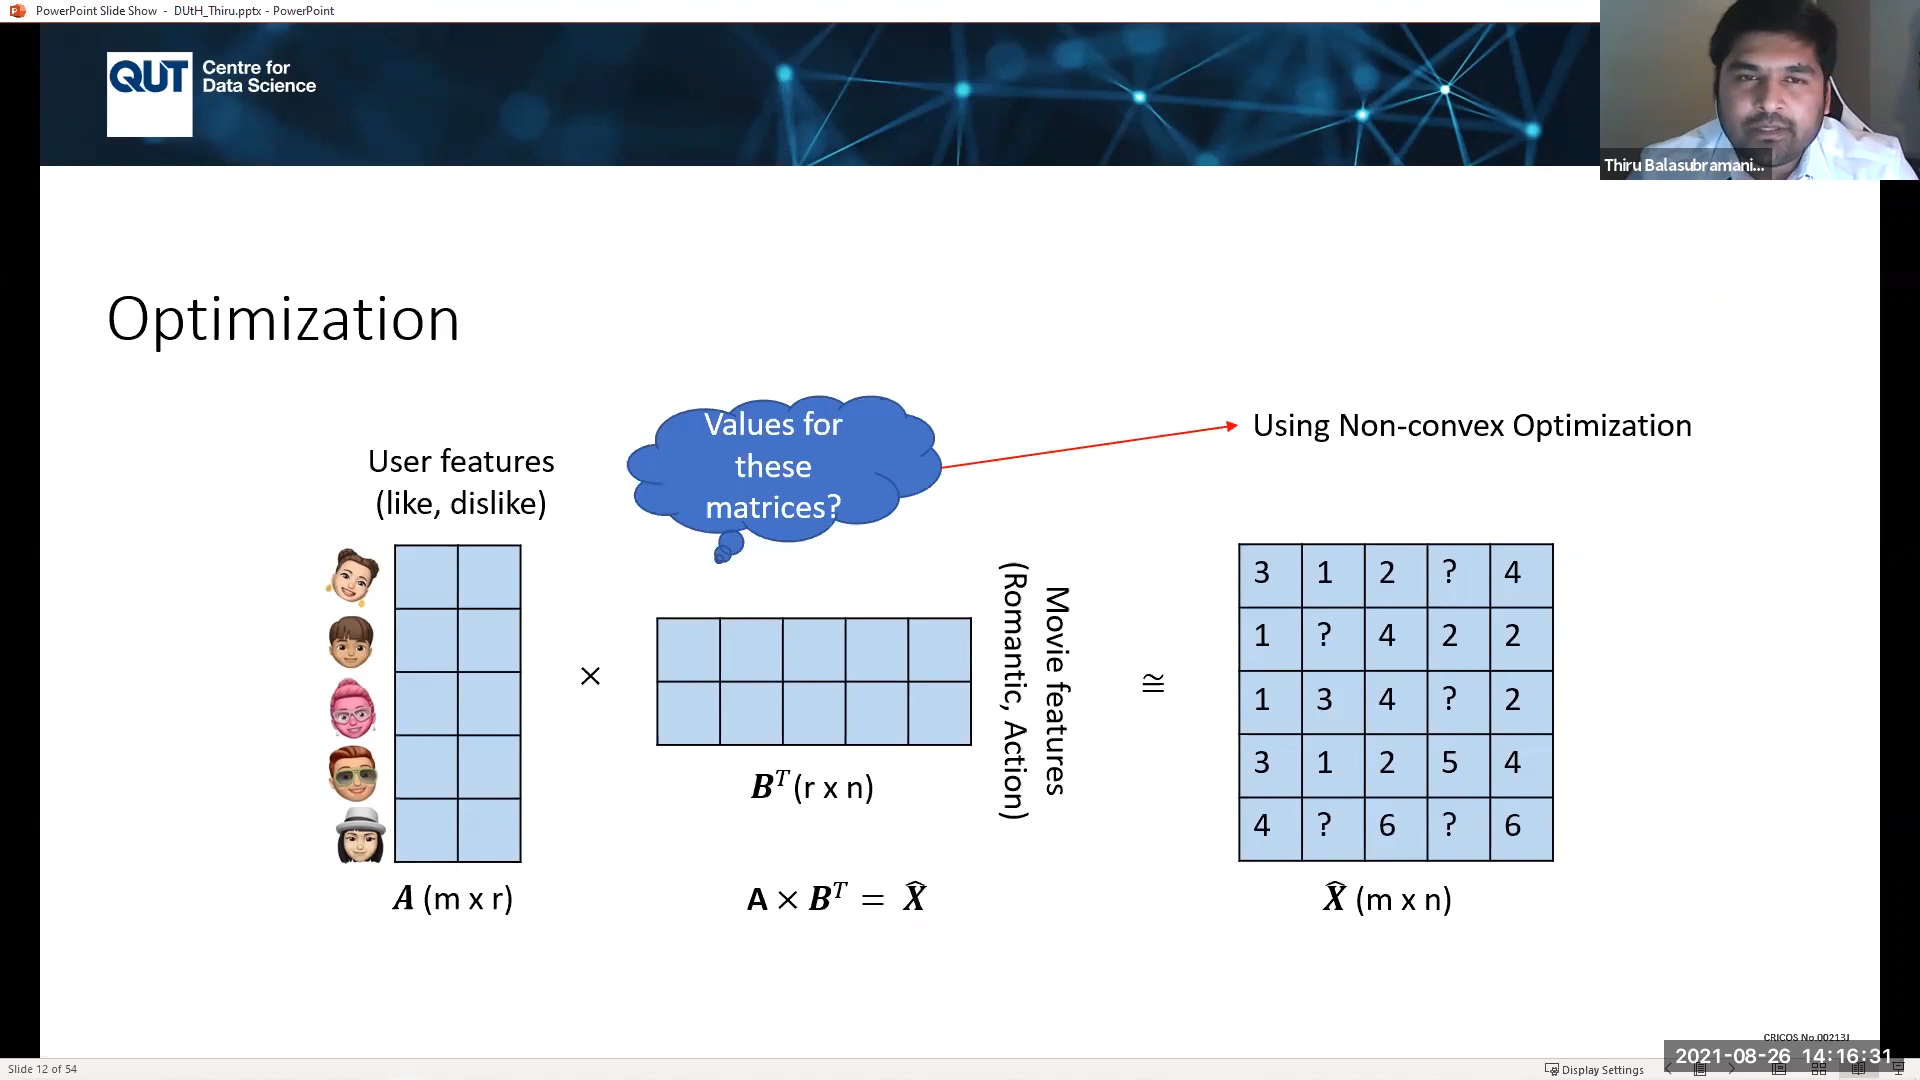 PowerPoint Slide Show - DUtH_Thiru.pptx - PowerPoint
QUT Centre for
Data Science
Thiru Balasubramani...
Optimization
Values for
these
matrices?
Using Non-convex Optimization
User features
(like, dislike)
×
Movie features
(Romantic, Action)
≅
3 1 2 ? 4
1 ? 4 2 2
1 3 4 ? 2
3 1 2 5 4
4 ? 6 ? 6
B^T (r x n)
A (m x r)
A × B^T = X̂
X̂ (m x n)
CRICOS No.00213J
2021-08-26 14:16:31
Slide 12 of 54
Display Settings